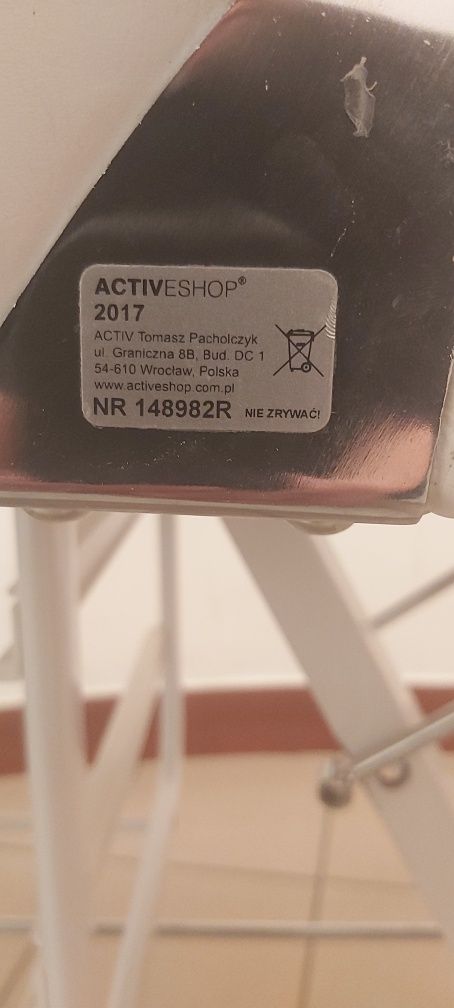 ACTIVESHOP®
2017
ACTIV Tomasz Pacholczyk
ul. Graniczna 8B, Bud. DC 1
54-610 Wrocław, Polska
www.activeshop.com.pl
NR 148982R NIE ZRYWAĆ!